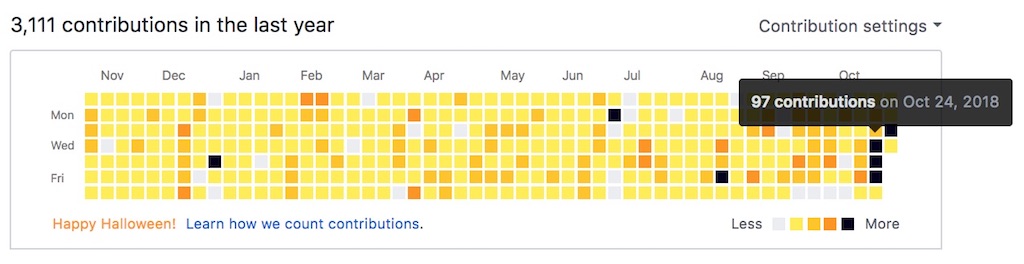 3,111 contributions in the last year
Contribution settings
Nov Dec Jan Feb Mar Apr May Jun Jul Aug Sep Oct
97 contributions on Oct 24, 2018
Mon
Wed
Fri
Happy Halloween! Learn how we count contributions.
Less More